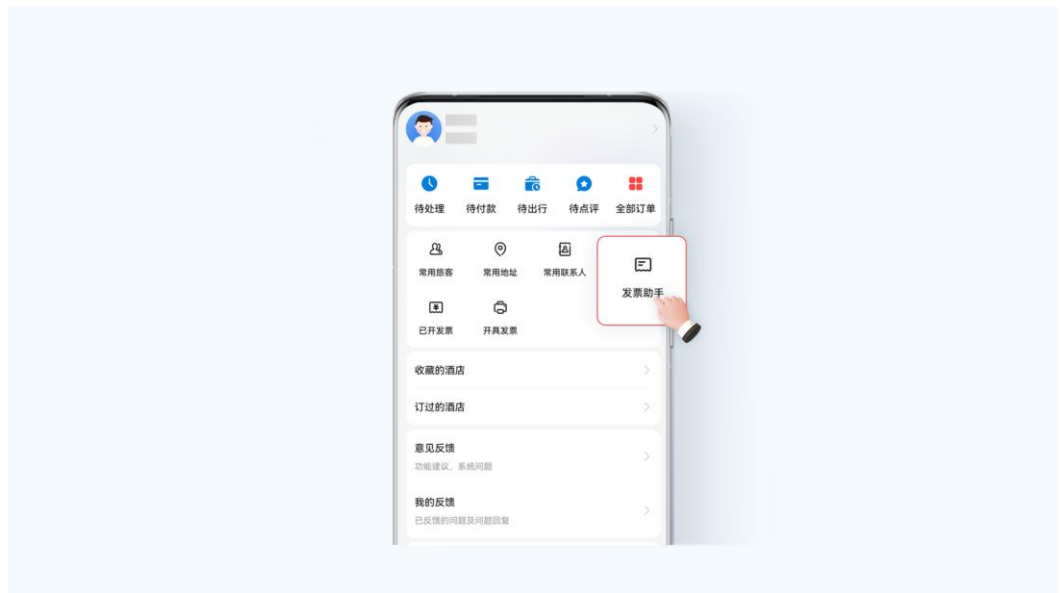 待处理 待付款 待出行 待点评 全部订单
常用旅客 常用地址 常用联系人 发票助手
已开发票 开具发票
收藏的酒店
订过的酒店
意见反馈
功能建议、系统问题
我的反馈
已反馈的问题及问题回复